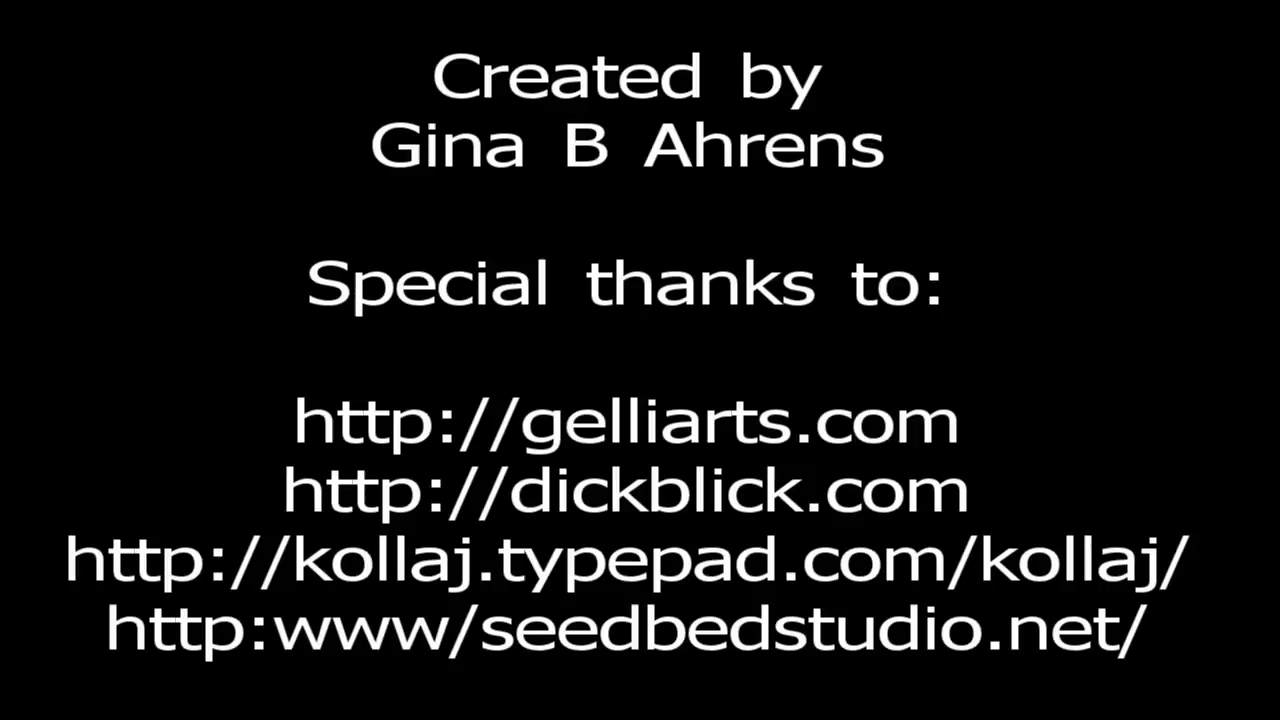 Created by
Gina B Ahrens
Special thanks to:
http://gelliarts.com
http://dickblick.com
http://kollaj.typepad.com/kollaj/
http:www/seedbedstudio.net/